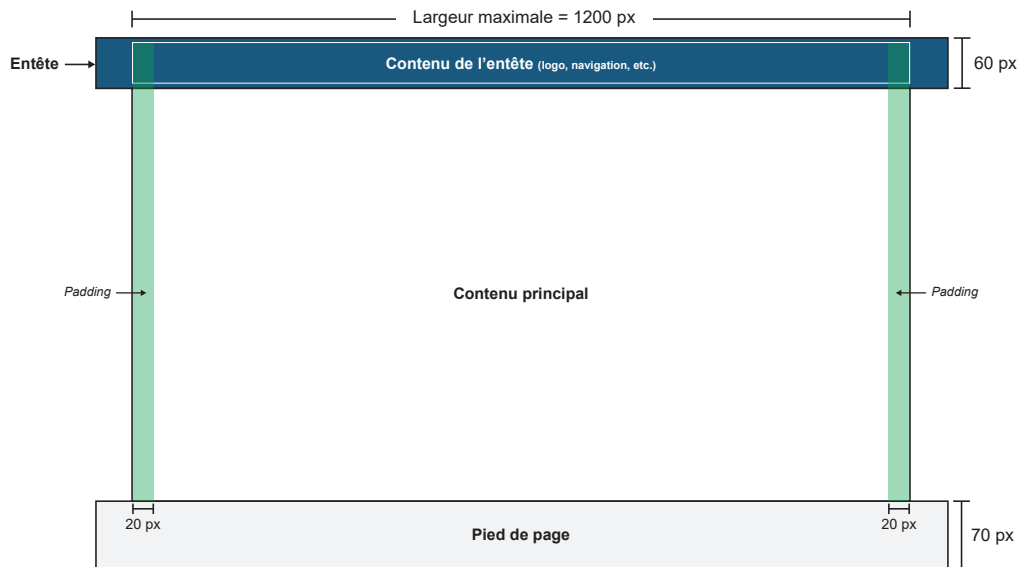 Largeur maximale = 1200 px
Entête
Contenu de l'entête (logo, navigation, etc.)
60 px
Padding
Contenu principal
Padding
20 px
20 px
Pied de page
70 px